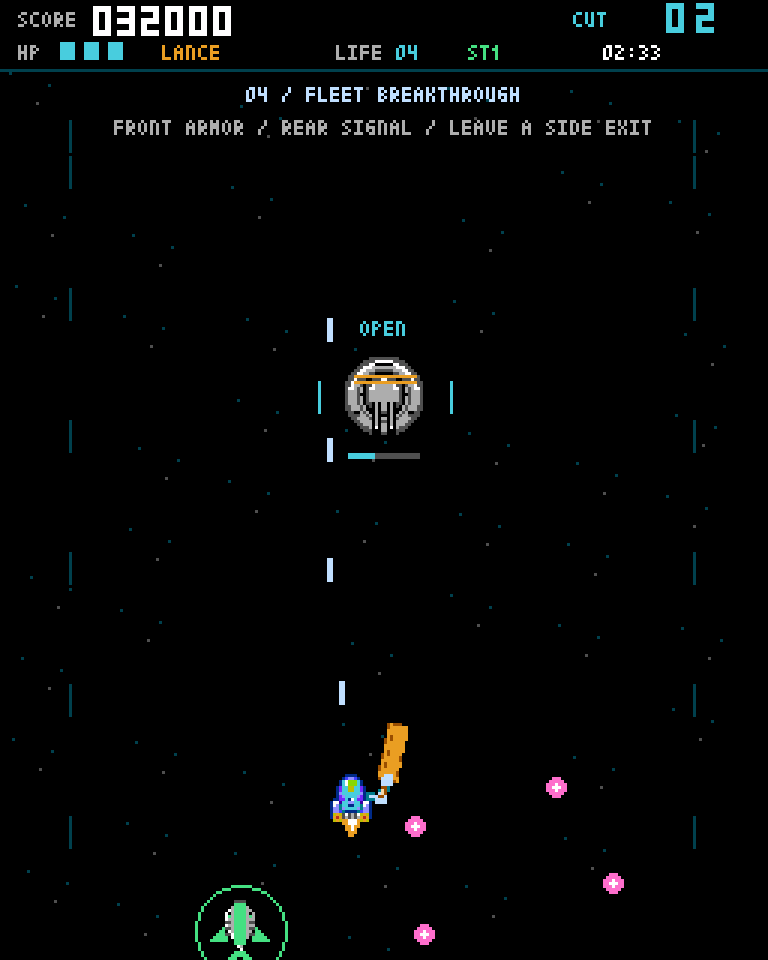 SCORE 032000 CUT 02
HP LANCE LIFE 04 ST1 02:33
04 / FLEET BREAKTHROUGH
FRONT ARMOR / REAR SIGNAL / LEAVE A SIDE EXIT
OPEN